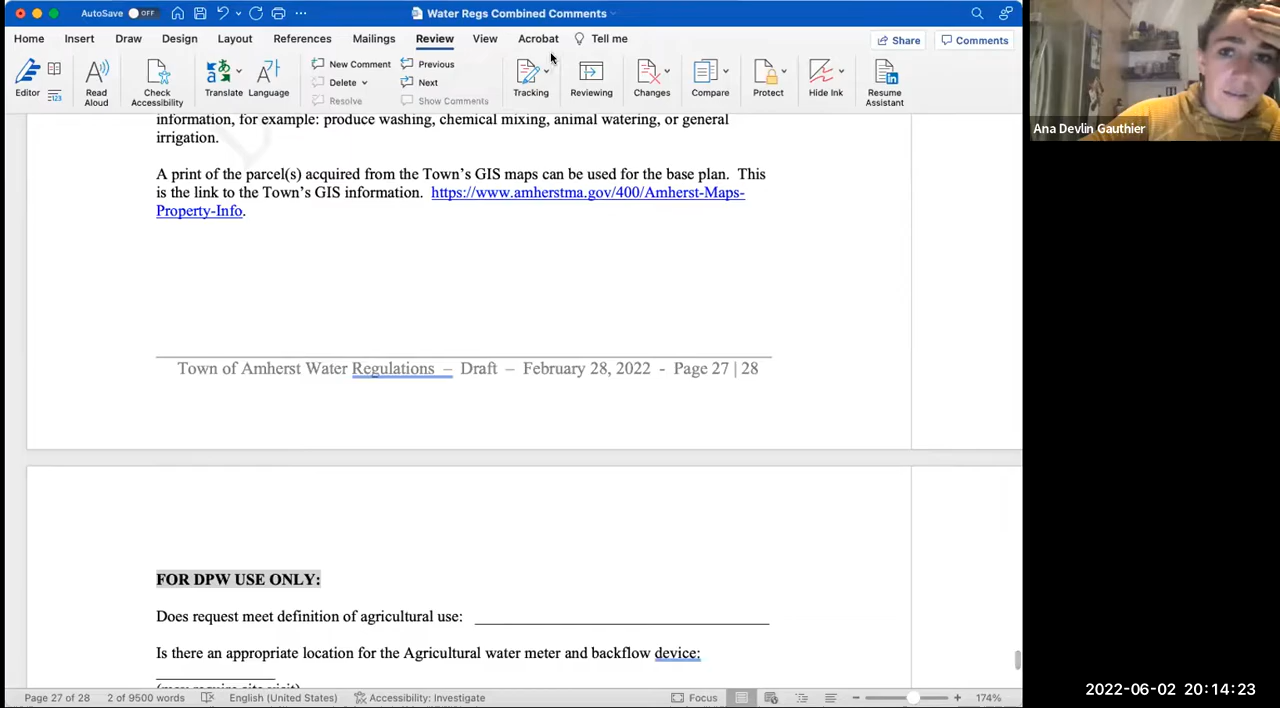 AutoSave OFF Water Regs Combined Comments
Home Insert Draw Design Layout References Mailings Review View Acrobat Tell me Share Comments
Editor Read Aloud Check Accessibility Translate Language New Comment Delete Resolve Previous Next Show Comments Tracking Reviewing Changes Compare Protect Hide Ink Resume Assistant
Ana Devlin Gauthier
information, for example: produce washing, chemical mixing, animal watering, or general
irrigation.
A print of the parcel(s) acquired from the Town's GIS maps can be used for the base plan. This
is the link to the Town's GIS information. https://www.amherstma.gov/400/Amherst-Maps-
Property-Info.
Town of Amherst Water Regulations – Draft – February 28, 2022 - Page 27 | 28
FOR DPW USE ONLY:
Does request meet definition of agricultural use:
Is there an appropriate location for the Agricultural water meter and backflow device:
(may require site visit)
Page 27 of 28 2 of 9500 words English (United States) Accessibility: Investigate Focus 174%
2022-06-02 20:14:23